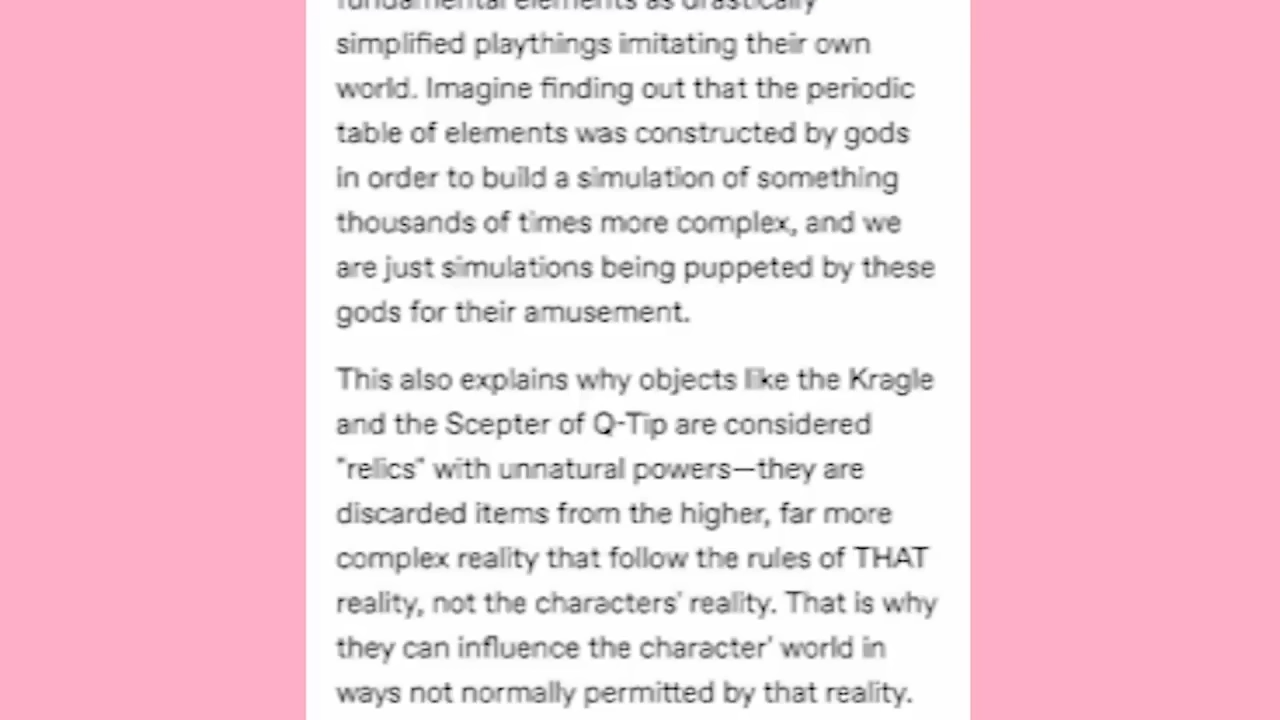 fundamental elements as drastically
simplified playthings imitating their own
world. Imagine finding out that the periodic
table of elements was constructed by gods
in order to build a simulation of something
thousands of times more complex, and we
are just simulations being puppeted by these
gods for their amusement.
This also explains why objects like the Kragle
and the Scepter of Q-Tip are considered
"relics" with unnatural powers—they are
discarded items from the higher, far more
complex reality that follow the rules of THAT
reality, not the characters' reality. That is why
they can influence the character' world in
ways not normally permitted by that reality.